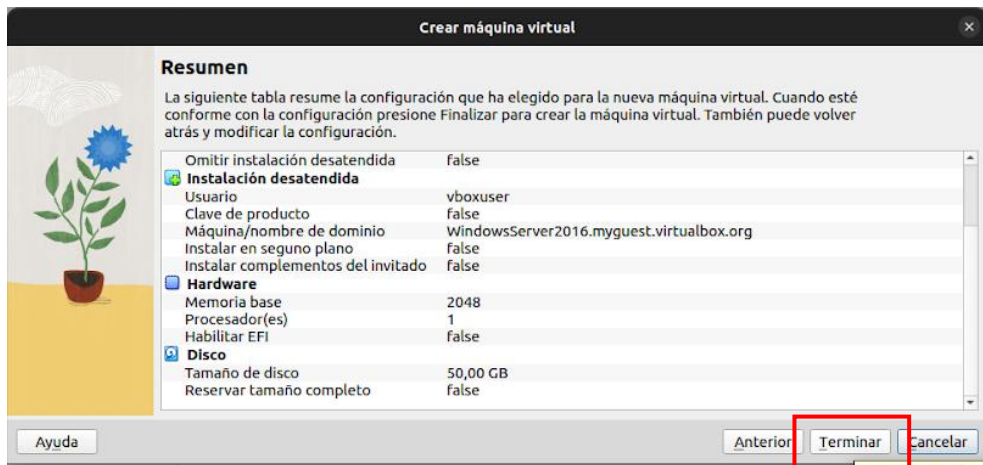 Crear máquina virtual
Resumen
La siguiente tabla resume la configuración que ha elegido para la nueva máquina virtual. Cuando esté
conforme con la configuración presione Finalizar para crear la máquina virtual. También puede volver
atrás y modificar la configuración.
Omitir instalación desatendida false
Instalación desatendida
Usuario vboxuser
Clave de producto false
Máquina/nombre de dominio WindowsServer2016.myguest.virtualbox.org
Instalar en seguno plano false
Instalar complementos del invitado false
Hardware
Memoria base 2048
Procesador(es) 1
Habilitar EFI false
Disco
Tamaño de disco 50,00 GB
Reservar tamaño completo false
Ayuda Anterior Terminar Cancelar